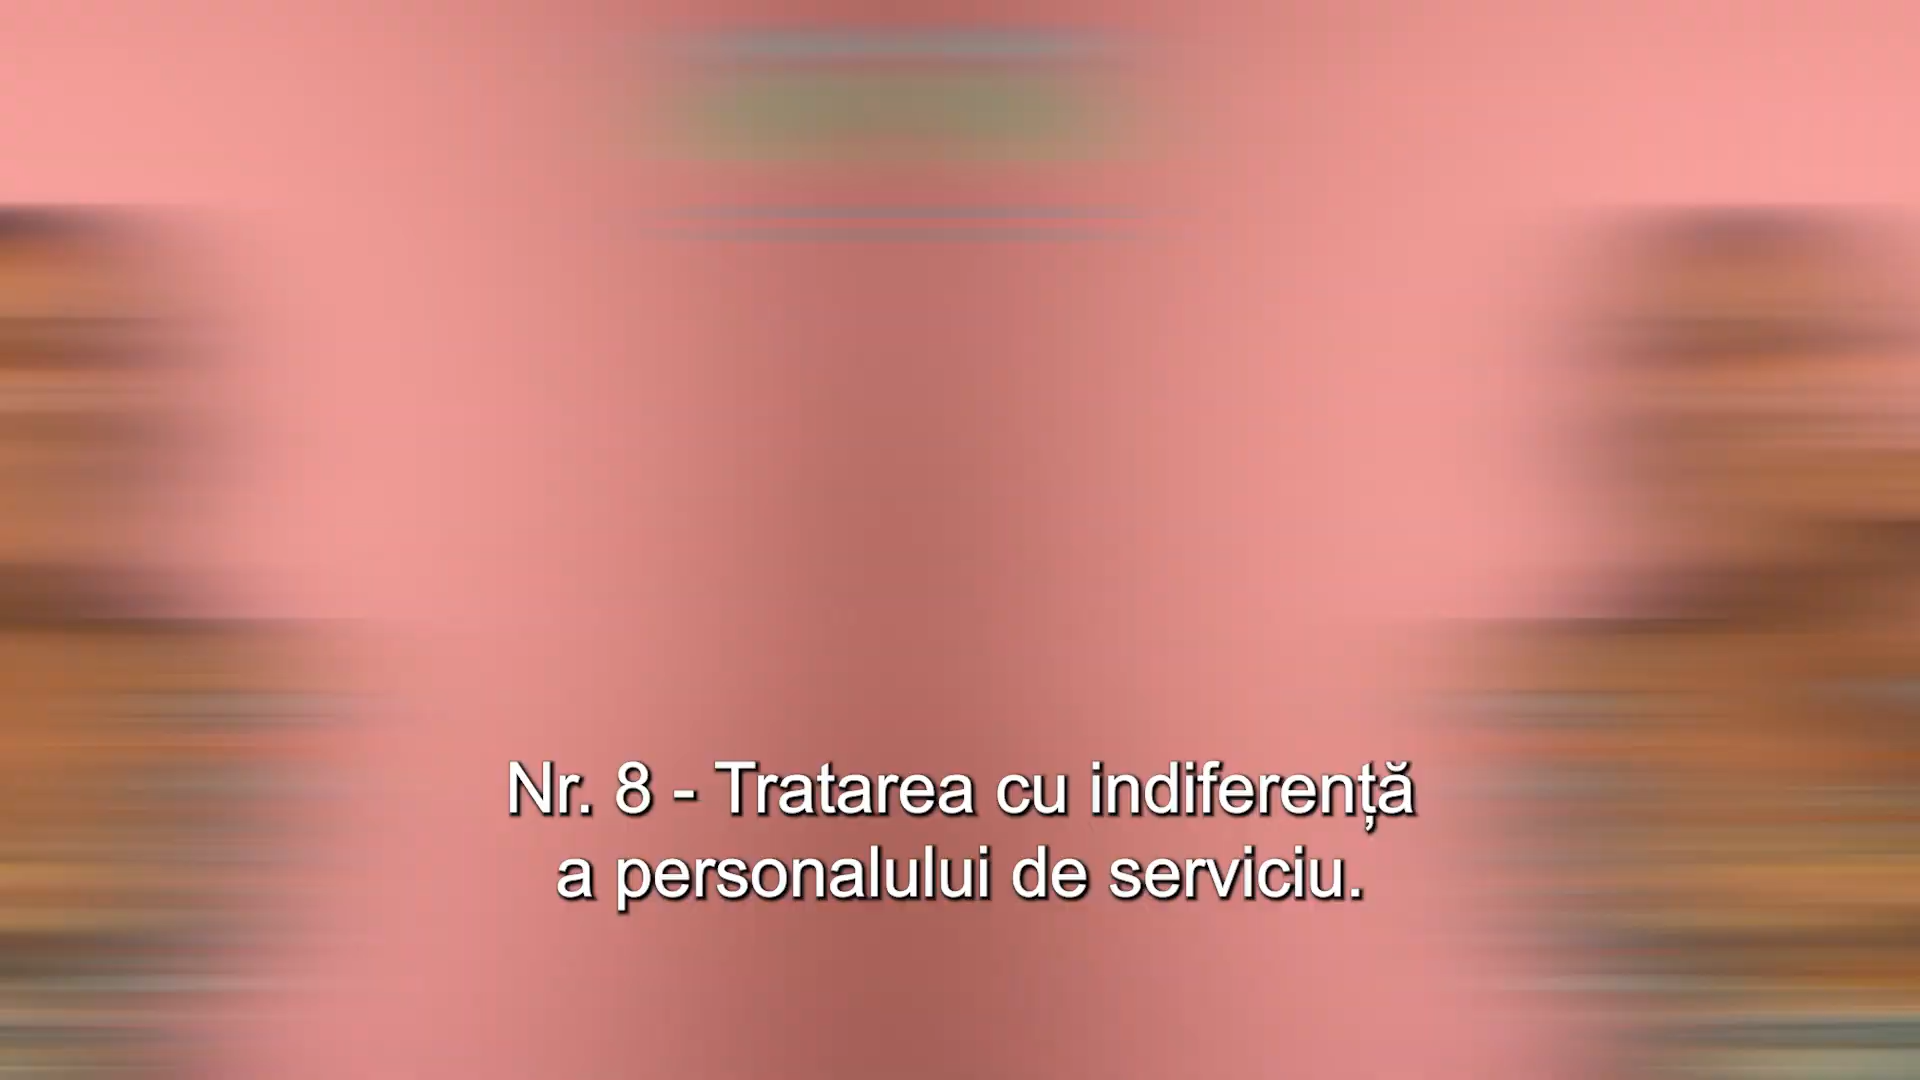 Nr. 8 - Tratarea cu indiferență
a personalului de serviciu.